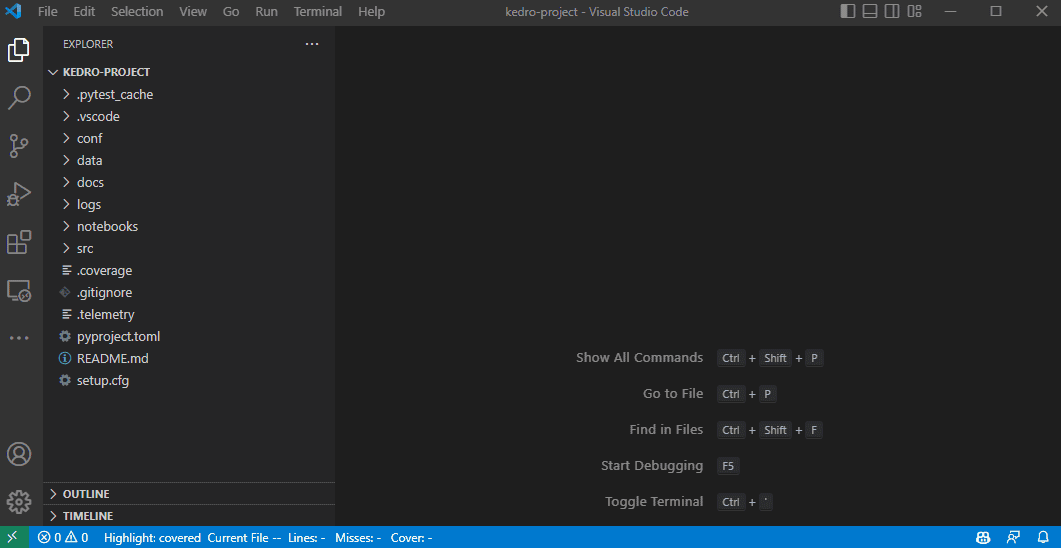 File Edit Selection View Go Run Terminal Help kedro-project - Visual Studio Code
EXPLORER ...
KEDRO-PROJECT
.pytest_cache
.vscode
conf
data
docs
logs
notebooks
src
.coverage
.gitignore
.telemetry
pyproject.toml
README.md
setup.cfg
OUTLINE
TIMELINE
Show All Commands Ctrl + Shift + P
Go to File Ctrl + P
Find in Files Ctrl + Shift + F
Start Debugging F5
Toggle Terminal Ctrl + `
0 0 Highlight: covered Current File -- Lines: - Misses: - Cover: -